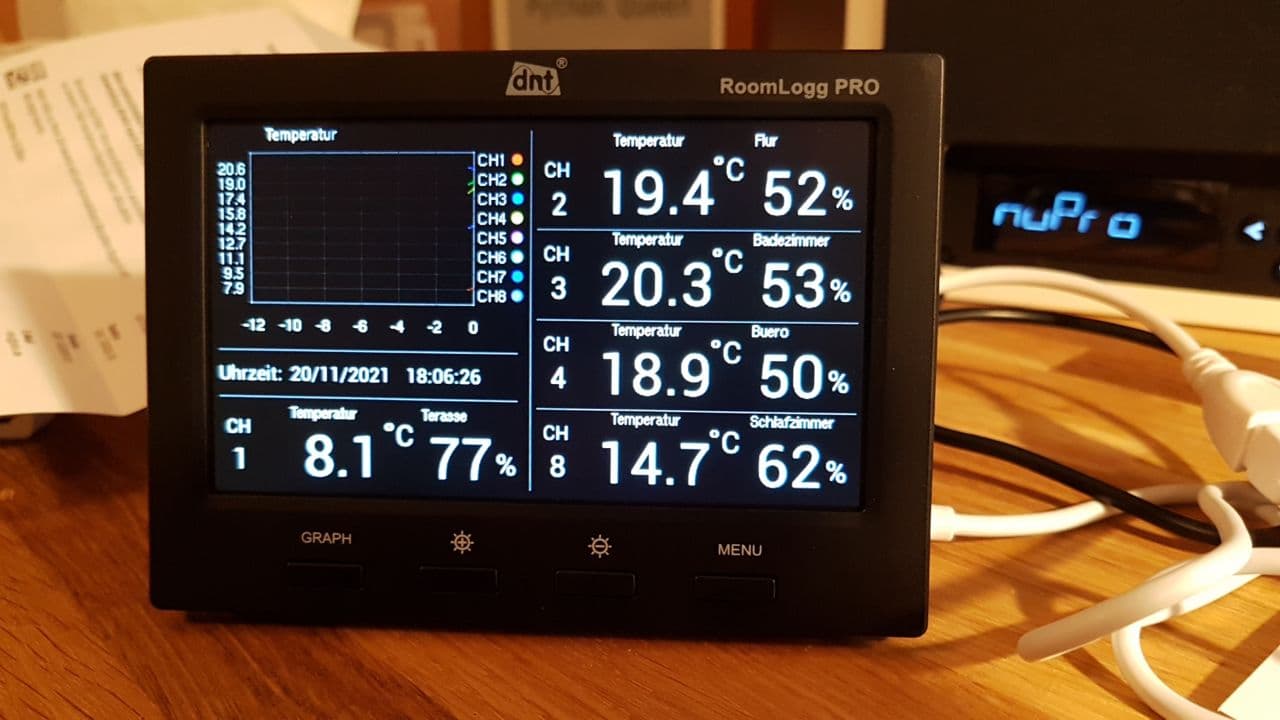 dnt®
RoomLogg PRO
Temperatur
20.6
19.0
17.4
15.8
14.2
12.7
11.1
9.5
7.9
CH1
CH2
CH3
CH4
CH5
CH6
CH7
CH8
-12 -10 -8 -6 -4 -2 0
Uhrzeit: 20/11/2021 18:06:26
Temperatur Terasse
CH 1 8.1 °C 77%
Temperatur Flur
CH 2 19.4 °C 52%
Temperatur Badezimmer
CH 3 20.3 °C 53%
Temperatur Buero
CH 4 18.9 °C 50%
Temperatur Schlafzimmer
CH 8 14.7 °C 62%
GRAPH
MENU
nuPro